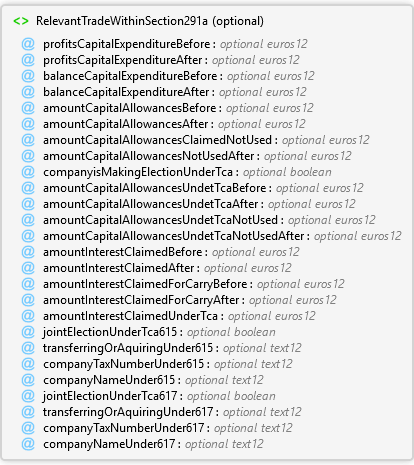 <> RelevantTradeWithinSection291a (optional)
@ profitsCapitalExpenditureBefore : optional euros12
@ profitsCapitalExpenditureAfter : optional euros12
@ balanceCapitalExpenditureBefore : optional euros12
@ balanceCapitalExpenditureAfter : optional euros12
@ amountCapitalAllowancesBefore : optional euros12
@ amountCapitalAllowancesAfter : optional euros12
@ amountCapitalAllowancesClaimedNotUsed : optional euros12
@ amountCapitalAllowancesNotUsedAfter : optional euros12
@ companyisMakingElectionUnderTca : optional boolean
@ amountCapitalAllowancesUndetTcaBefore : optional euros12
@ amountCapitalAllowancesUndetTcaAfter : optional euros12
@ amountCapitalAllowancesUndetTcaNotUsed : optional euros12
@ amountCapitalAllowancesUndetTcaNotUsedAfter : optional euros12
@ amountInterestClaimedBefore : optional euros12
@ amountInterestClaimedAfter : optional euros12
@ amountInterestClaimedForCarryBefore : optional euros12
@ amountInterestClaimedForCarryAfter : optional euros12
@ amountInterestClaimedUnderTca : optional euros12
@ jointElectionUnderTca615 : optional boolean
@ transferringOrAquiringUnder615 : optional text12
@ companyTaxNumberUnder615 : optional text12
@ companyNameUnder615 : optional text12
@ jointElectionUnderTca617 : optional boolean
@ transferringOrAquiringUnder617 : optional text12
@ companyTaxNumberUnder617 : optional text12
@ companyNameUnder617 : optional text12